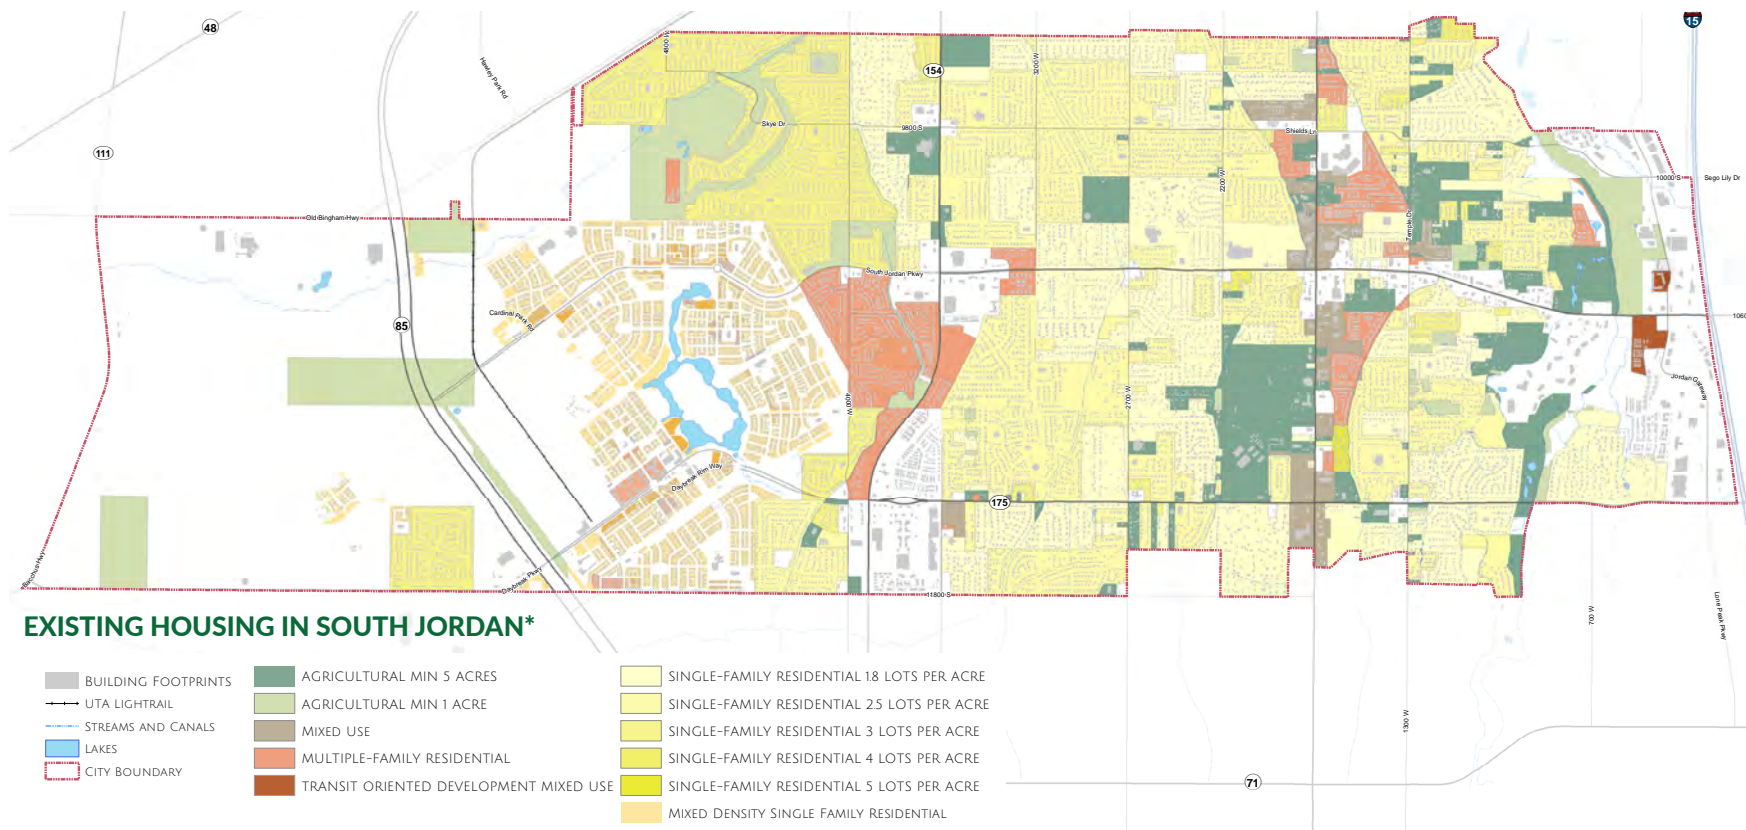 48
15
4800 W
Hawley Park Rd
154
3200 W
111
Skye Dr
9800 S
Shields Ln
2200 W
10000 S
Sego Lily Dr
Old Bingham Hwy
Temple Dr
South Jordan Pkwy
85
Cardinal Park Rd
1060
Jordan Gateway
4000 W
2700 W
Daybreak Rim Way
175
Bacchus Hwy
Daybreak Pkwy
11800 S
EXISTING HOUSING IN SOUTH JORDAN*
700 W
Lone Peak Pkwy
1300 W
71
BUILDING FOOTPRINTS
UTA LIGHTRAIL
STREAMS AND CANALS
LAKES
CITY BOUNDARY
AGRICULTURAL MIN 5 ACRES
AGRICULTURAL MIN 1 ACRE
MIXED USE
MULTIPLE-FAMILY RESIDENTIAL
TRANSIT ORIENTED DEVELOPMENT MIXED USE
SINGLE-FAMILY RESIDENTIAL 1.8 LOTS PER ACRE
SINGLE-FAMILY RESIDENTIAL 2.5 LOTS PER ACRE
SINGLE-FAMILY RESIDENTIAL 3 LOTS PER ACRE
SINGLE-FAMILY RESIDENTIAL 4 LOTS PER ACRE
SINGLE-FAMILY RESIDENTIAL 5 LOTS PER ACRE
MIXED DENSITY SINGLE FAMILY RESIDENTIAL